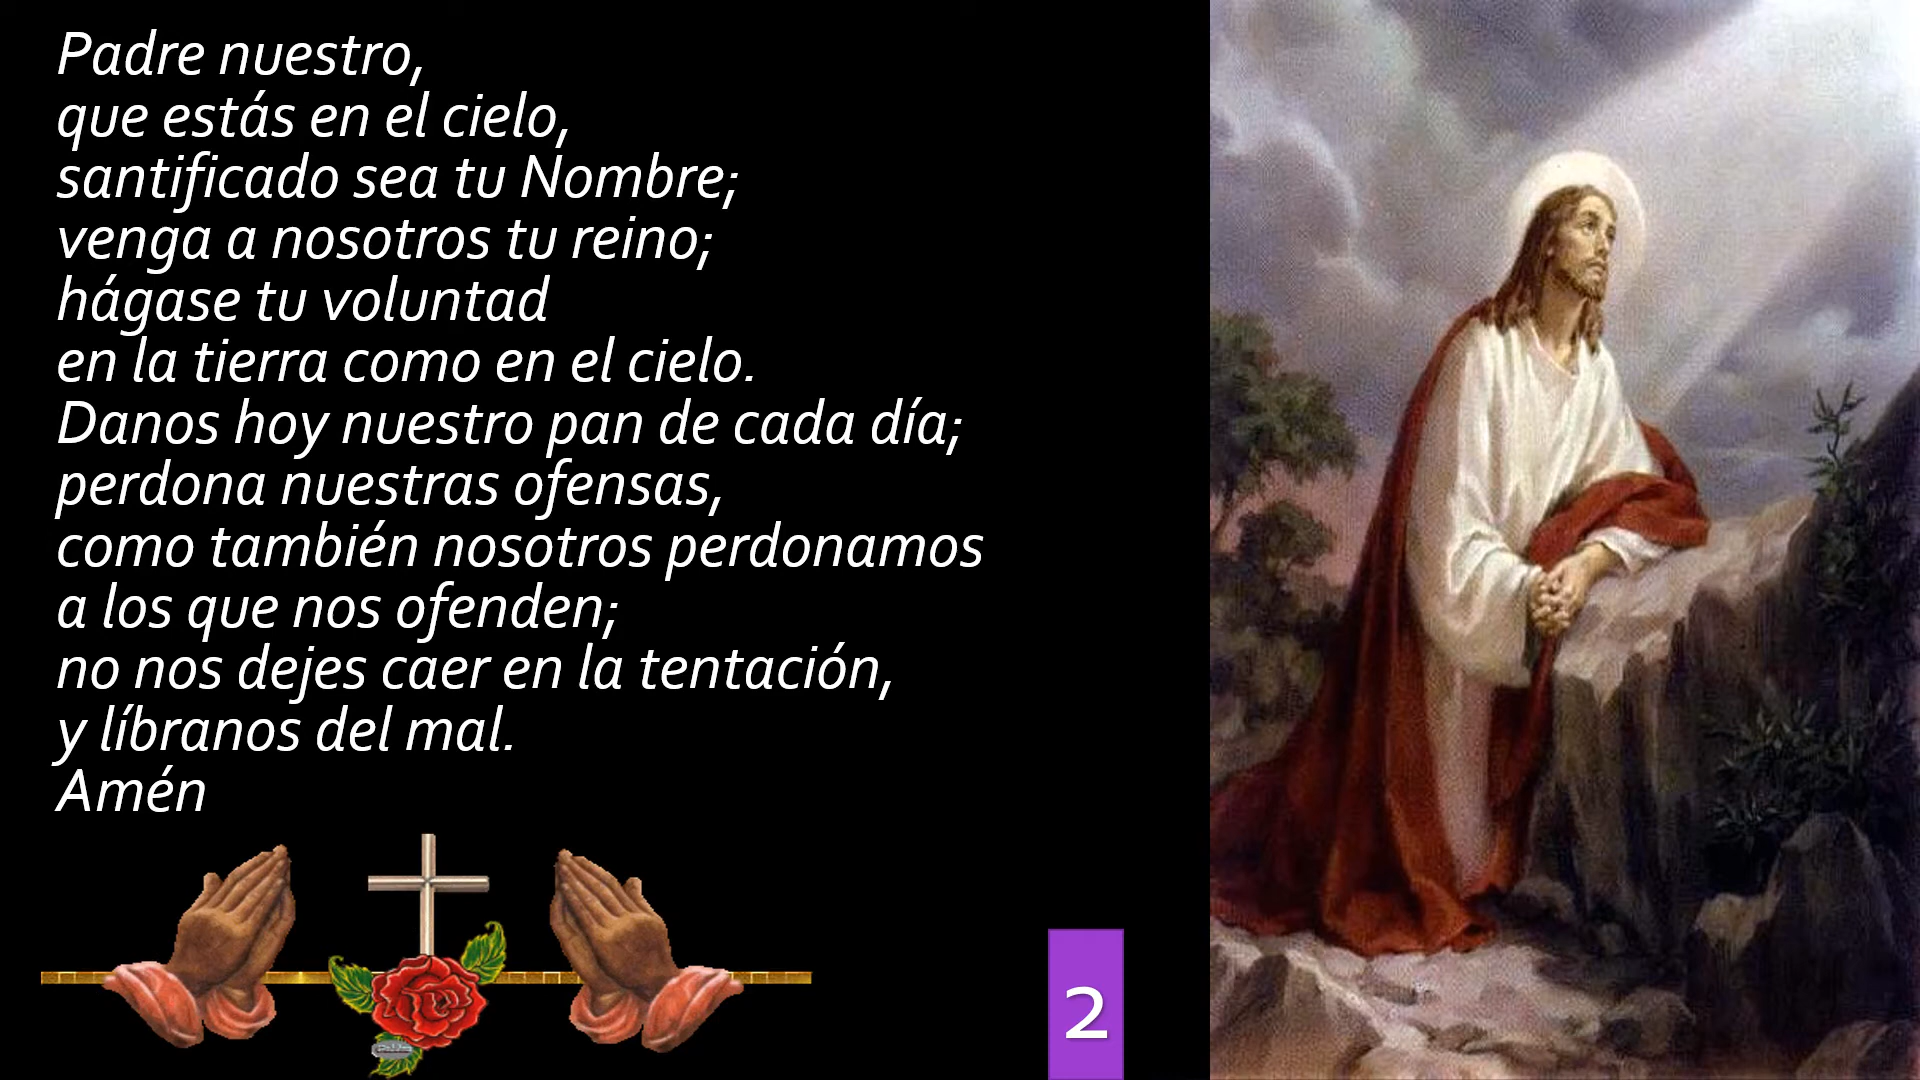 Padre nuestro,
que estás en el cielo,
santificado sea tu Nombre;
venga a nosotros tu reino;
hágase tu voluntad
en la tierra como en el cielo.
Danos hoy nuestro pan de cada día;
perdona nuestras ofensas,
como también nosotros perdonamos
a los que nos ofenden;
no nos dejes caer en la tentación,
y líbranos del mal.
Amén
2